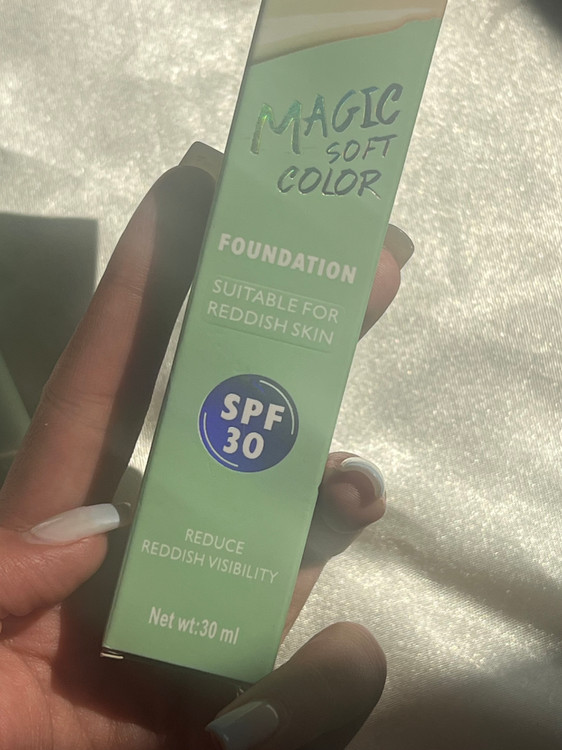 MAGIC
SOFT
COLOR
FOUNDATION
SUITABLE FOR
REDDISH SKIN
SPF
30
REDUCE
REDDISH VISIBILITY
Net wt:30 ml